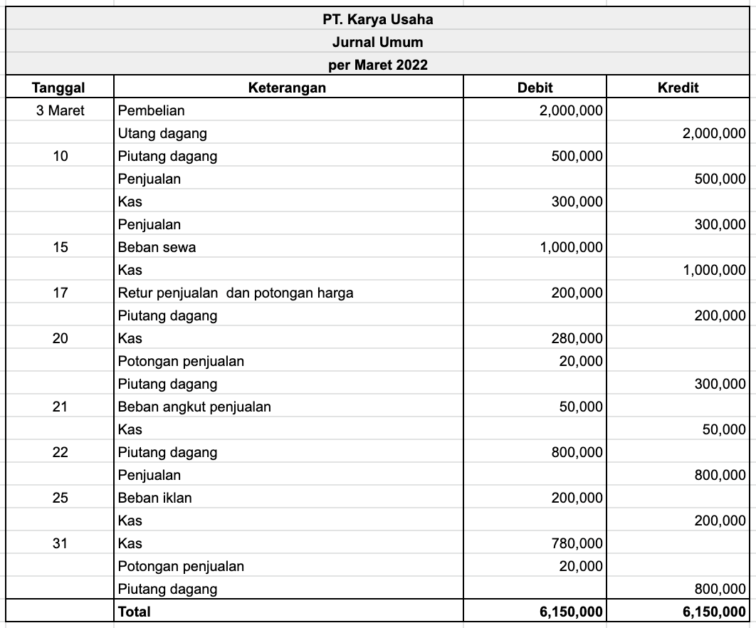 PT. Karya Usaha
Jurnal Umum
per Maret 2022
Tanggal Keterangan Debit Kredit
3 Maret Pembelian 2,000,000
Utang dagang 2,000,000
10 Piutang dagang 500,000
Penjualan 500,000
Kas 300,000
Penjualan 300,000
15 Beban sewa 1,000,000
Kas 1,000,000
17 Retur penjualan dan potongan harga 200,000
Piutang dagang 200,000
20 Kas 280,000
Potongan penjualan 20,000
Piutang dagang 300,000
21 Beban angkut penjualan 50,000
Kas 50,000
22 Piutang dagang 800,000
Penjualan 800,000
25 Beban iklan 200,000
Kas 200,000
31 Kas 780,000
Potongan penjualan 20,000
Piutang dagang 800,000
Total 6,150,000 6,150,000